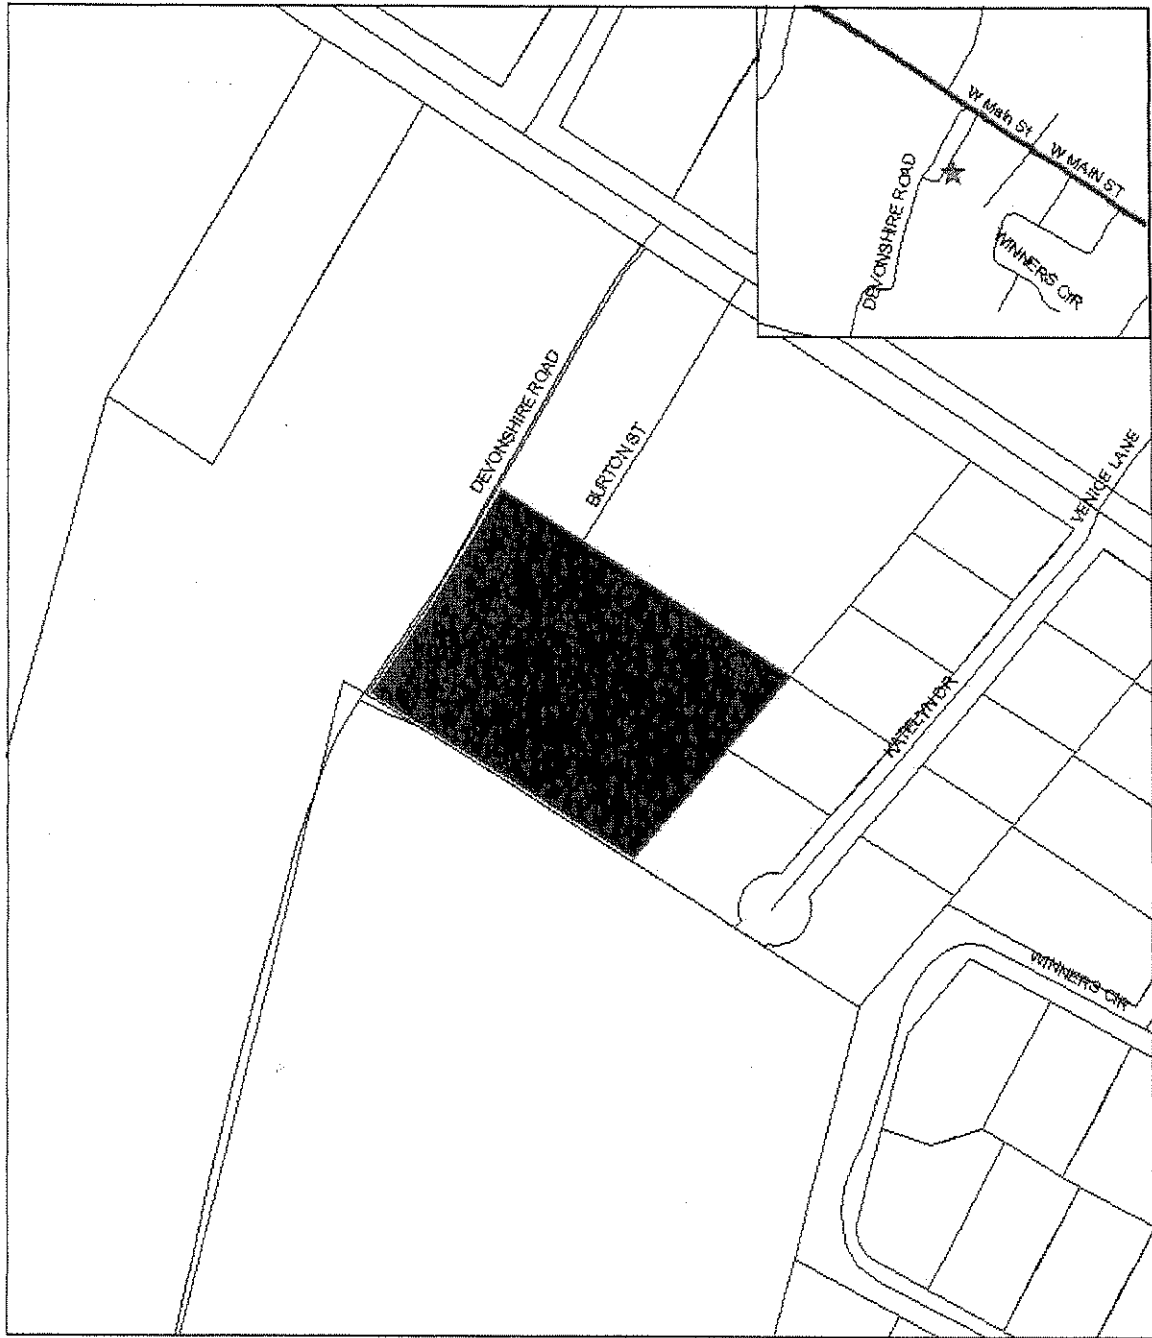 W Main St
W MAIN ST
DEVONSHIRE ROAD
WINNERS CIR
DEVONSHIRE ROAD
BURTON ST
VENICE LANE
KATELYN DR
WINNERS CIR